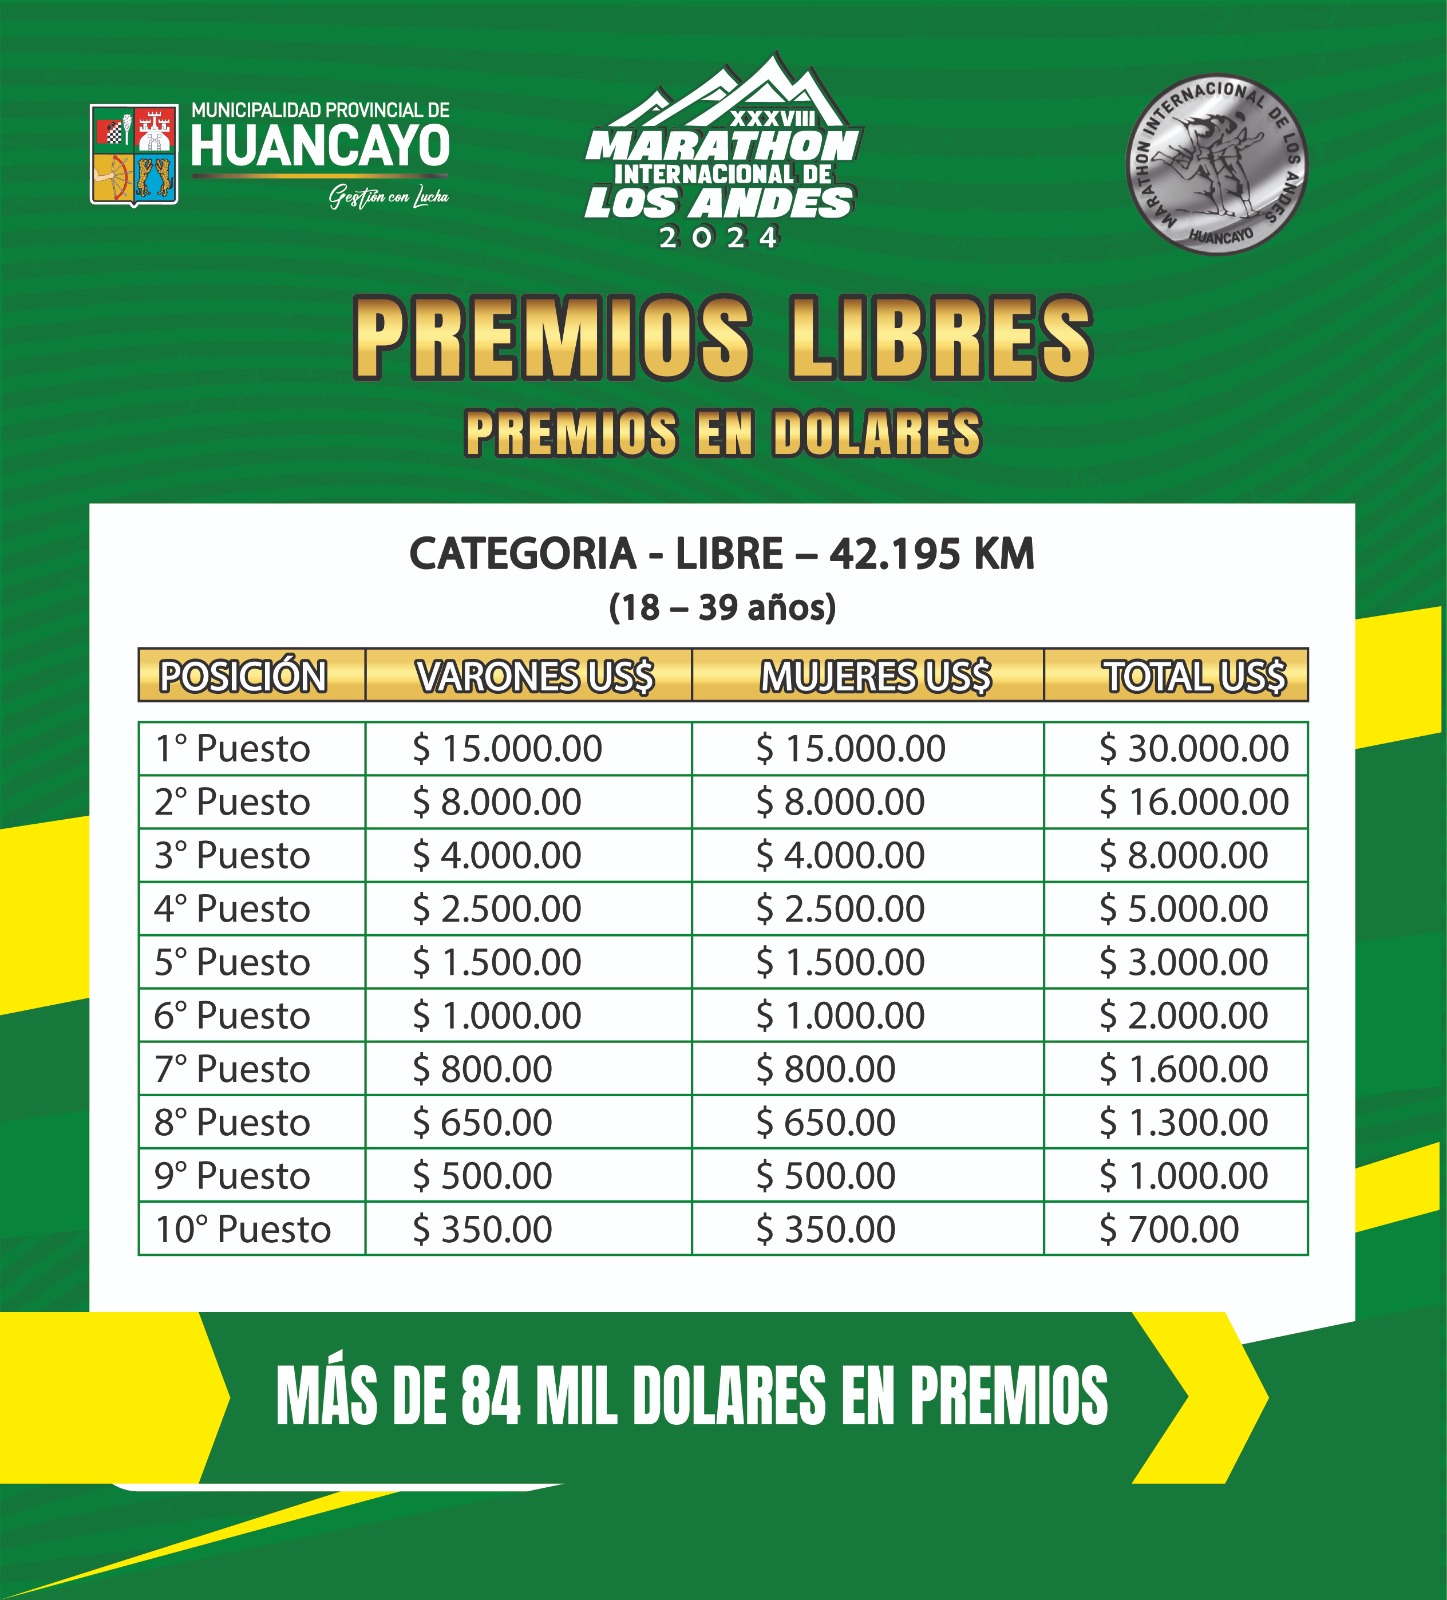 MUNICIPALIDAD PROVINCIAL DE
HUANCAYO
Gestión con Lucha
XXXVIII
MARATHON
INTERNACIONAL DE
LOS ANDES
2024
MARATHON INTERNACIONAL DE LOS ANDES
HUANCAYO
PREMIOS LIBRES
PREMIOS EN DOLARES
CATEGORIA - LIBRE – 42.195 KM
(18 – 39 años)
POSICIÓN VARONES US$ MUJERES US$ TOTAL US$
1° Puesto $ 15.000.00 $ 15.000.00 $ 30.000.00
2° Puesto $ 8.000.00 $ 8.000.00 $ 16.000.00
3° Puesto $ 4.000.00 $ 4.000.00 $ 8.000.00
4° Puesto $ 2.500.00 $ 2.500.00 $ 5.000.00
5° Puesto $ 1.500.00 $ 1.500.00 $ 3.000.00
6° Puesto $ 1.000.00 $ 1.000.00 $ 2.000.00
7° Puesto $ 800.00 $ 800.00 $ 1.600.00
8° Puesto $ 650.00 $ 650.00 $ 1.300.00
9° Puesto $ 500.00 $ 500.00 $ 1.000.00
10° Puesto $ 350.00 $ 350.00 $ 700.00
MÁS DE 84 MIL DOLARES EN PREMIOS